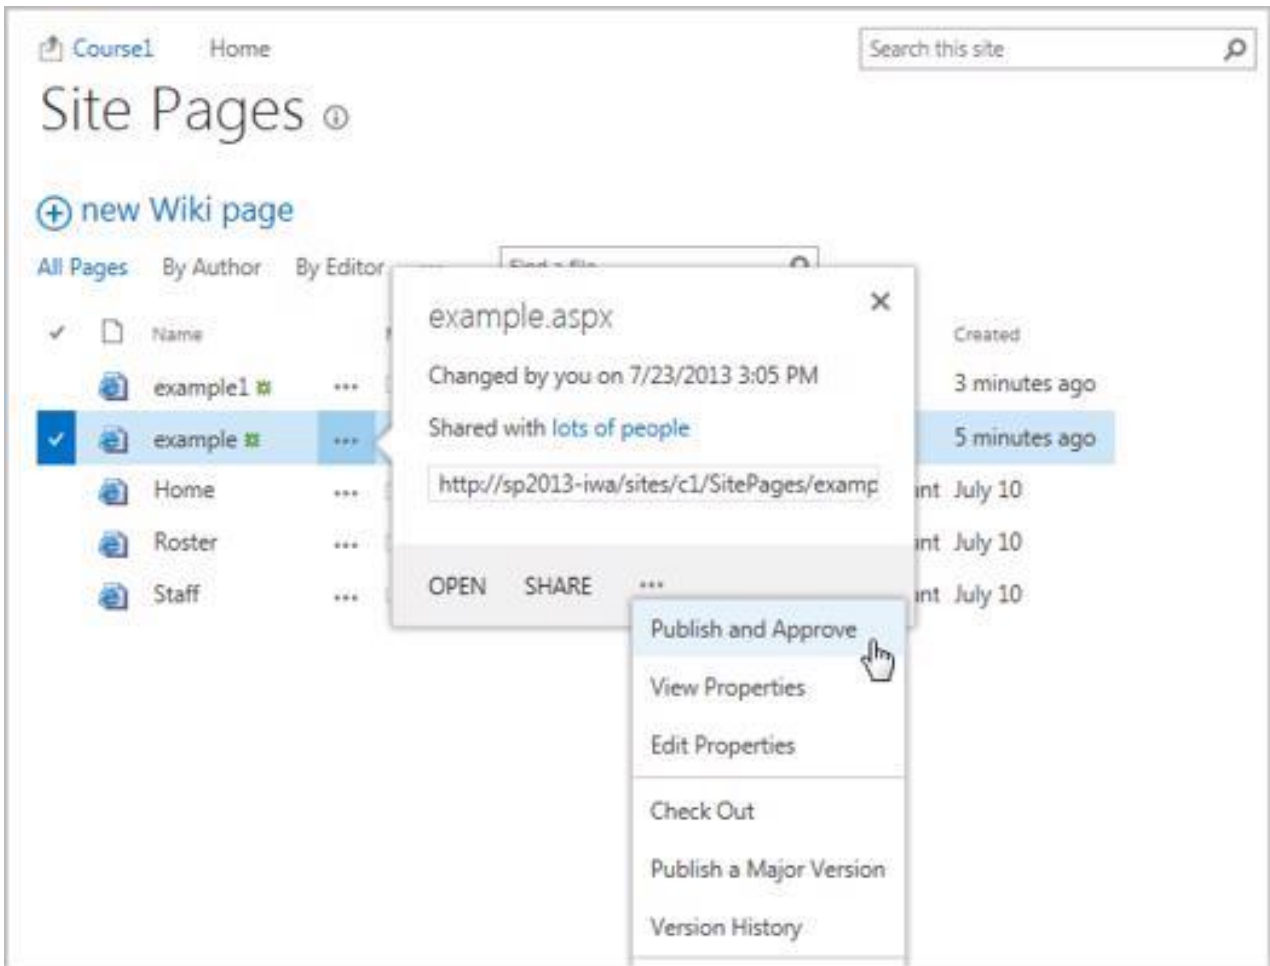 Course1 Home Search this site
Site Pages
new Wiki page
All Pages By Author By Editor ... Find a file
Name Created
example1 ... 3 minutes ago
example ... 5 minutes ago
Home ... July 10
Roster ... July 10
Staff ... July 10
example.aspx
Changed by you on 7/23/2013 3:05 PM
Shared with lots of people
http://sp2013-iwa/sites/c1/SitePages/examp
OPEN SHARE ...
Publish and Approve
View Properties
Edit Properties
Check Out
Publish a Major Version
Version History